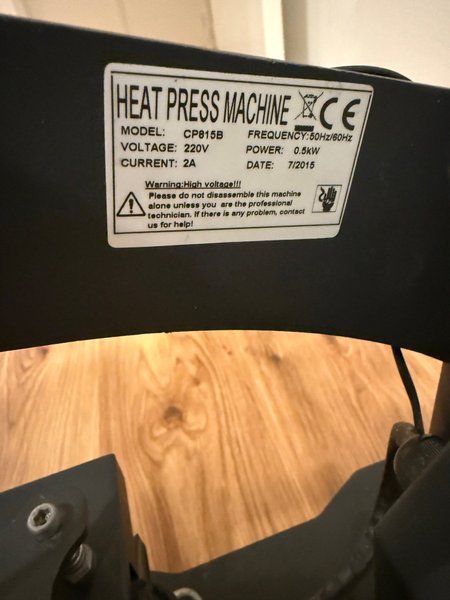 HEAT PRESS MACHINE CE
MODEL: CP815B FREQUENCY:50Hz/60Hz
VOLTAGE: 220V POWER: 0.5kW
CURRENT: 2A DATE: 7/2015
Warning:High voltage!!!
Please do not disassemble this machine
alone unless you are the professional
technician. If there is any problem, contact
us for help!